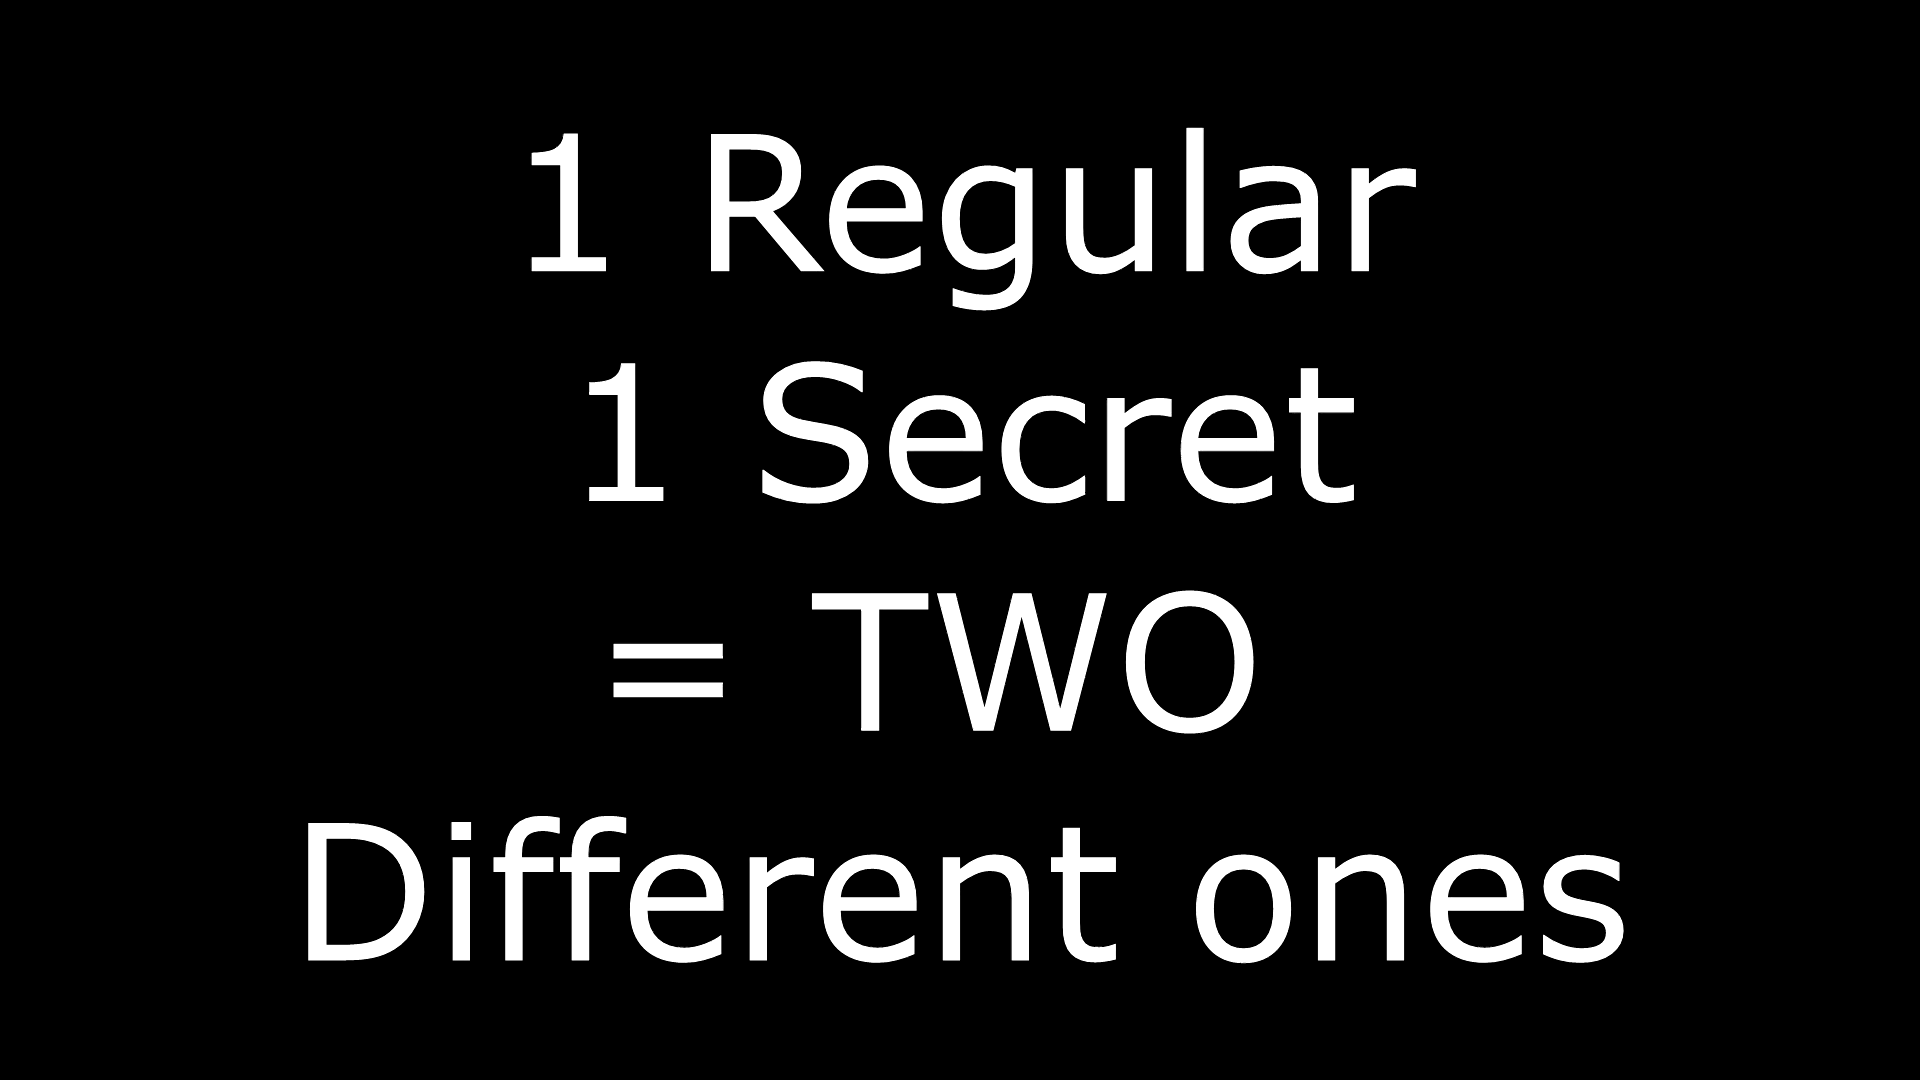 1 Regular
1 Secret
= TWO
Different ones